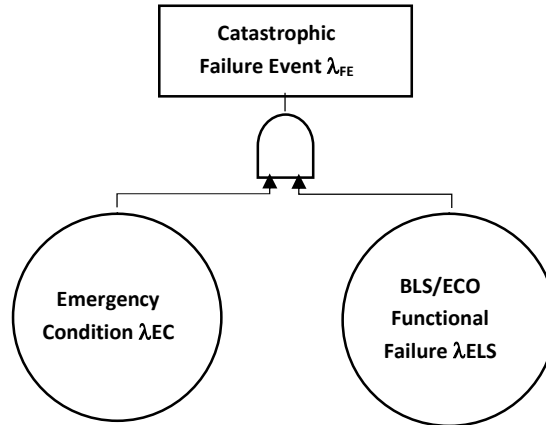 Catastrophic
Failure Event λFE
Emergency
Condition λEC
BLS/ECO
Functional
Failure λELS